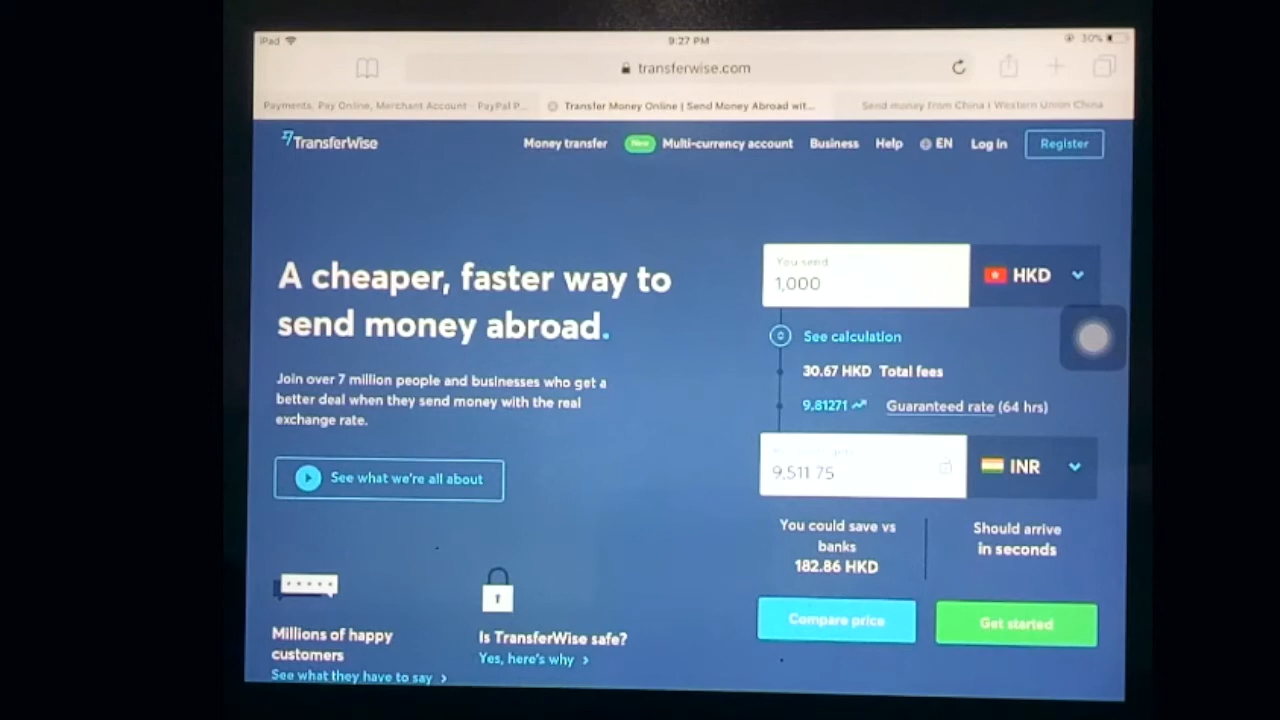 iPad
9:27 PM
30%
transferwise.com
Payments, Pay Online, Merchant Account - PayPal P...
Transfer Money Online | Send Money Abroad wit...
Send money from China | Western Union China
TransferWise
Money transfer
New
Multi-currency account
Business
Help
EN
Log in
Register
A cheaper, faster way to
send money abroad.
Join over 7 million people and businesses who get a
better deal when they send money with the real
exchange rate.
See what we're all about
Millions of happy
customers
See what they have to say >
Is TransferWise safe?
Yes, here's why >
You send
1,000
HKD
See calculation
30.67 HKD Total fees
9.81271
Guaranteed rate (64 hrs)
9,511.75
INR
You could save vs
banks
182.86 HKD
Should arrive
in seconds
Compare price
Get started